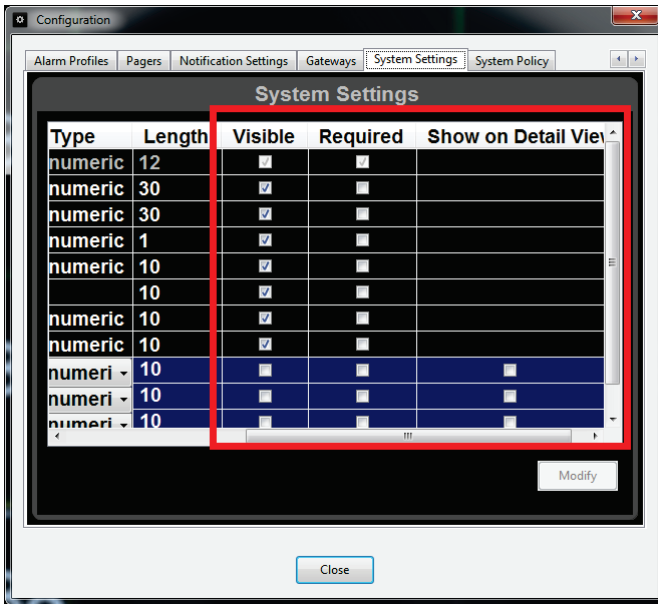 Configuration
Alarm Profiles Pagers Notification Settings Gateways System Settings System Policy
System Settings
Type Length Visible Required Show on Detail View
numeric 12
numeric 30
numeric 30
numeric 1
numeric 10
10
numeric 10
numeric 10
numeri 10
numeri 10
numeri 10
Modify
Close